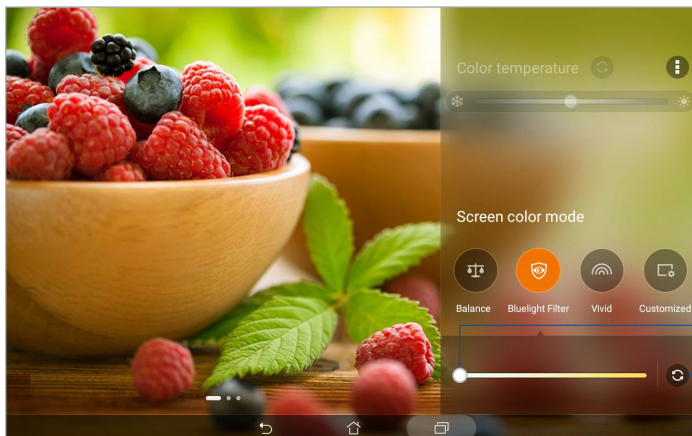 Color temperature
Screen color mode
Balance
Bluelight Filter
Vivid
Customized